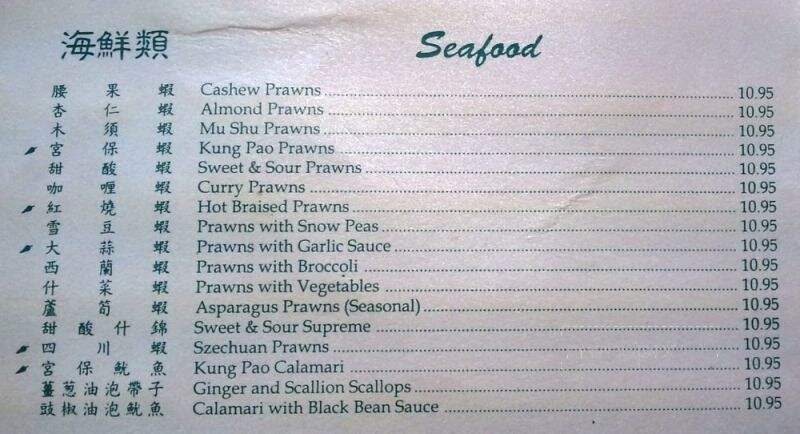 海鮮類 Seafood
腰果蝦 Cashew Prawns 10.95
杏仁蝦 Almond Prawns 10.95
木須蝦 Mu Shu Prawns 10.95
宮保蝦 Kung Pao Prawns 10.95
甜酸蝦 Sweet & Sour Prawns 10.95
咖喱蝦 Curry Prawns 10.95
紅燒蝦 Hot Braised Prawns 10.95
雪豆蝦 Prawns with Snow Peas 10.95
大蒜蝦 Prawns with Garlic Sauce 10.95
西蘭蝦 Prawns with Broccoli 10.95
什菜蝦 Prawns with Vegetables 10.95
蘆筍蝦 Asparagus Prawns (Seasonal) 10.95
甜酸什錦 Sweet & Sour Supreme 10.95
四川蝦 Szechuan Prawns 10.95
宮保魷魚 Kung Pao Calamari 10.95
薑葱油泡帶子 Ginger and Scallion Scallops 10.95
豉椒油泡魷魚 Calamari with Black Bean Sauce 10.95